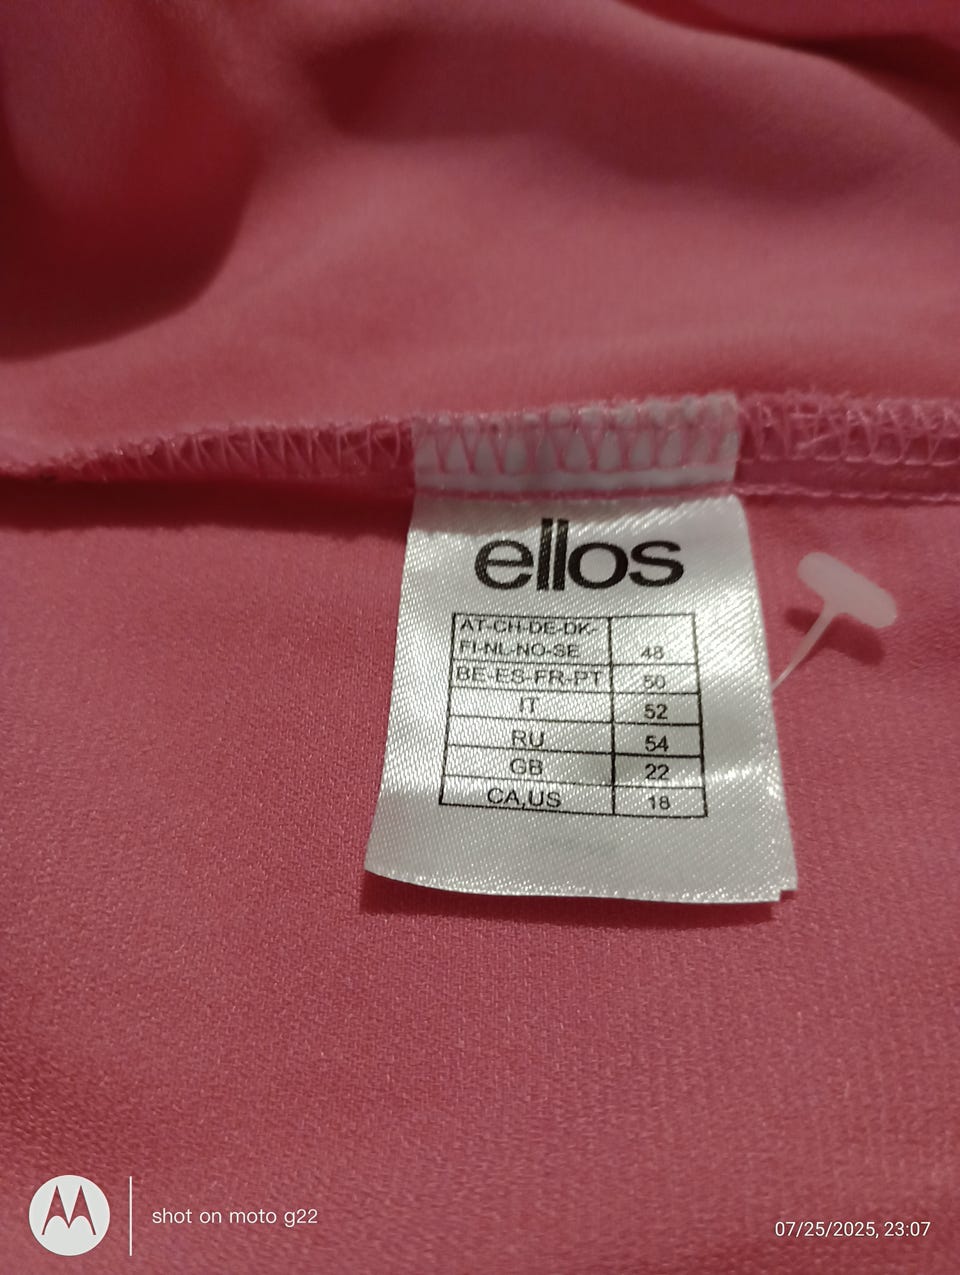 ellos
AT-CH-DE-DK-
FI-NL-NO-SE 48
BE-ES-FR-PT 50
IT 52
RU 54
GB 22
CA,US 18
shot on moto g22
07/25/2025, 23:07